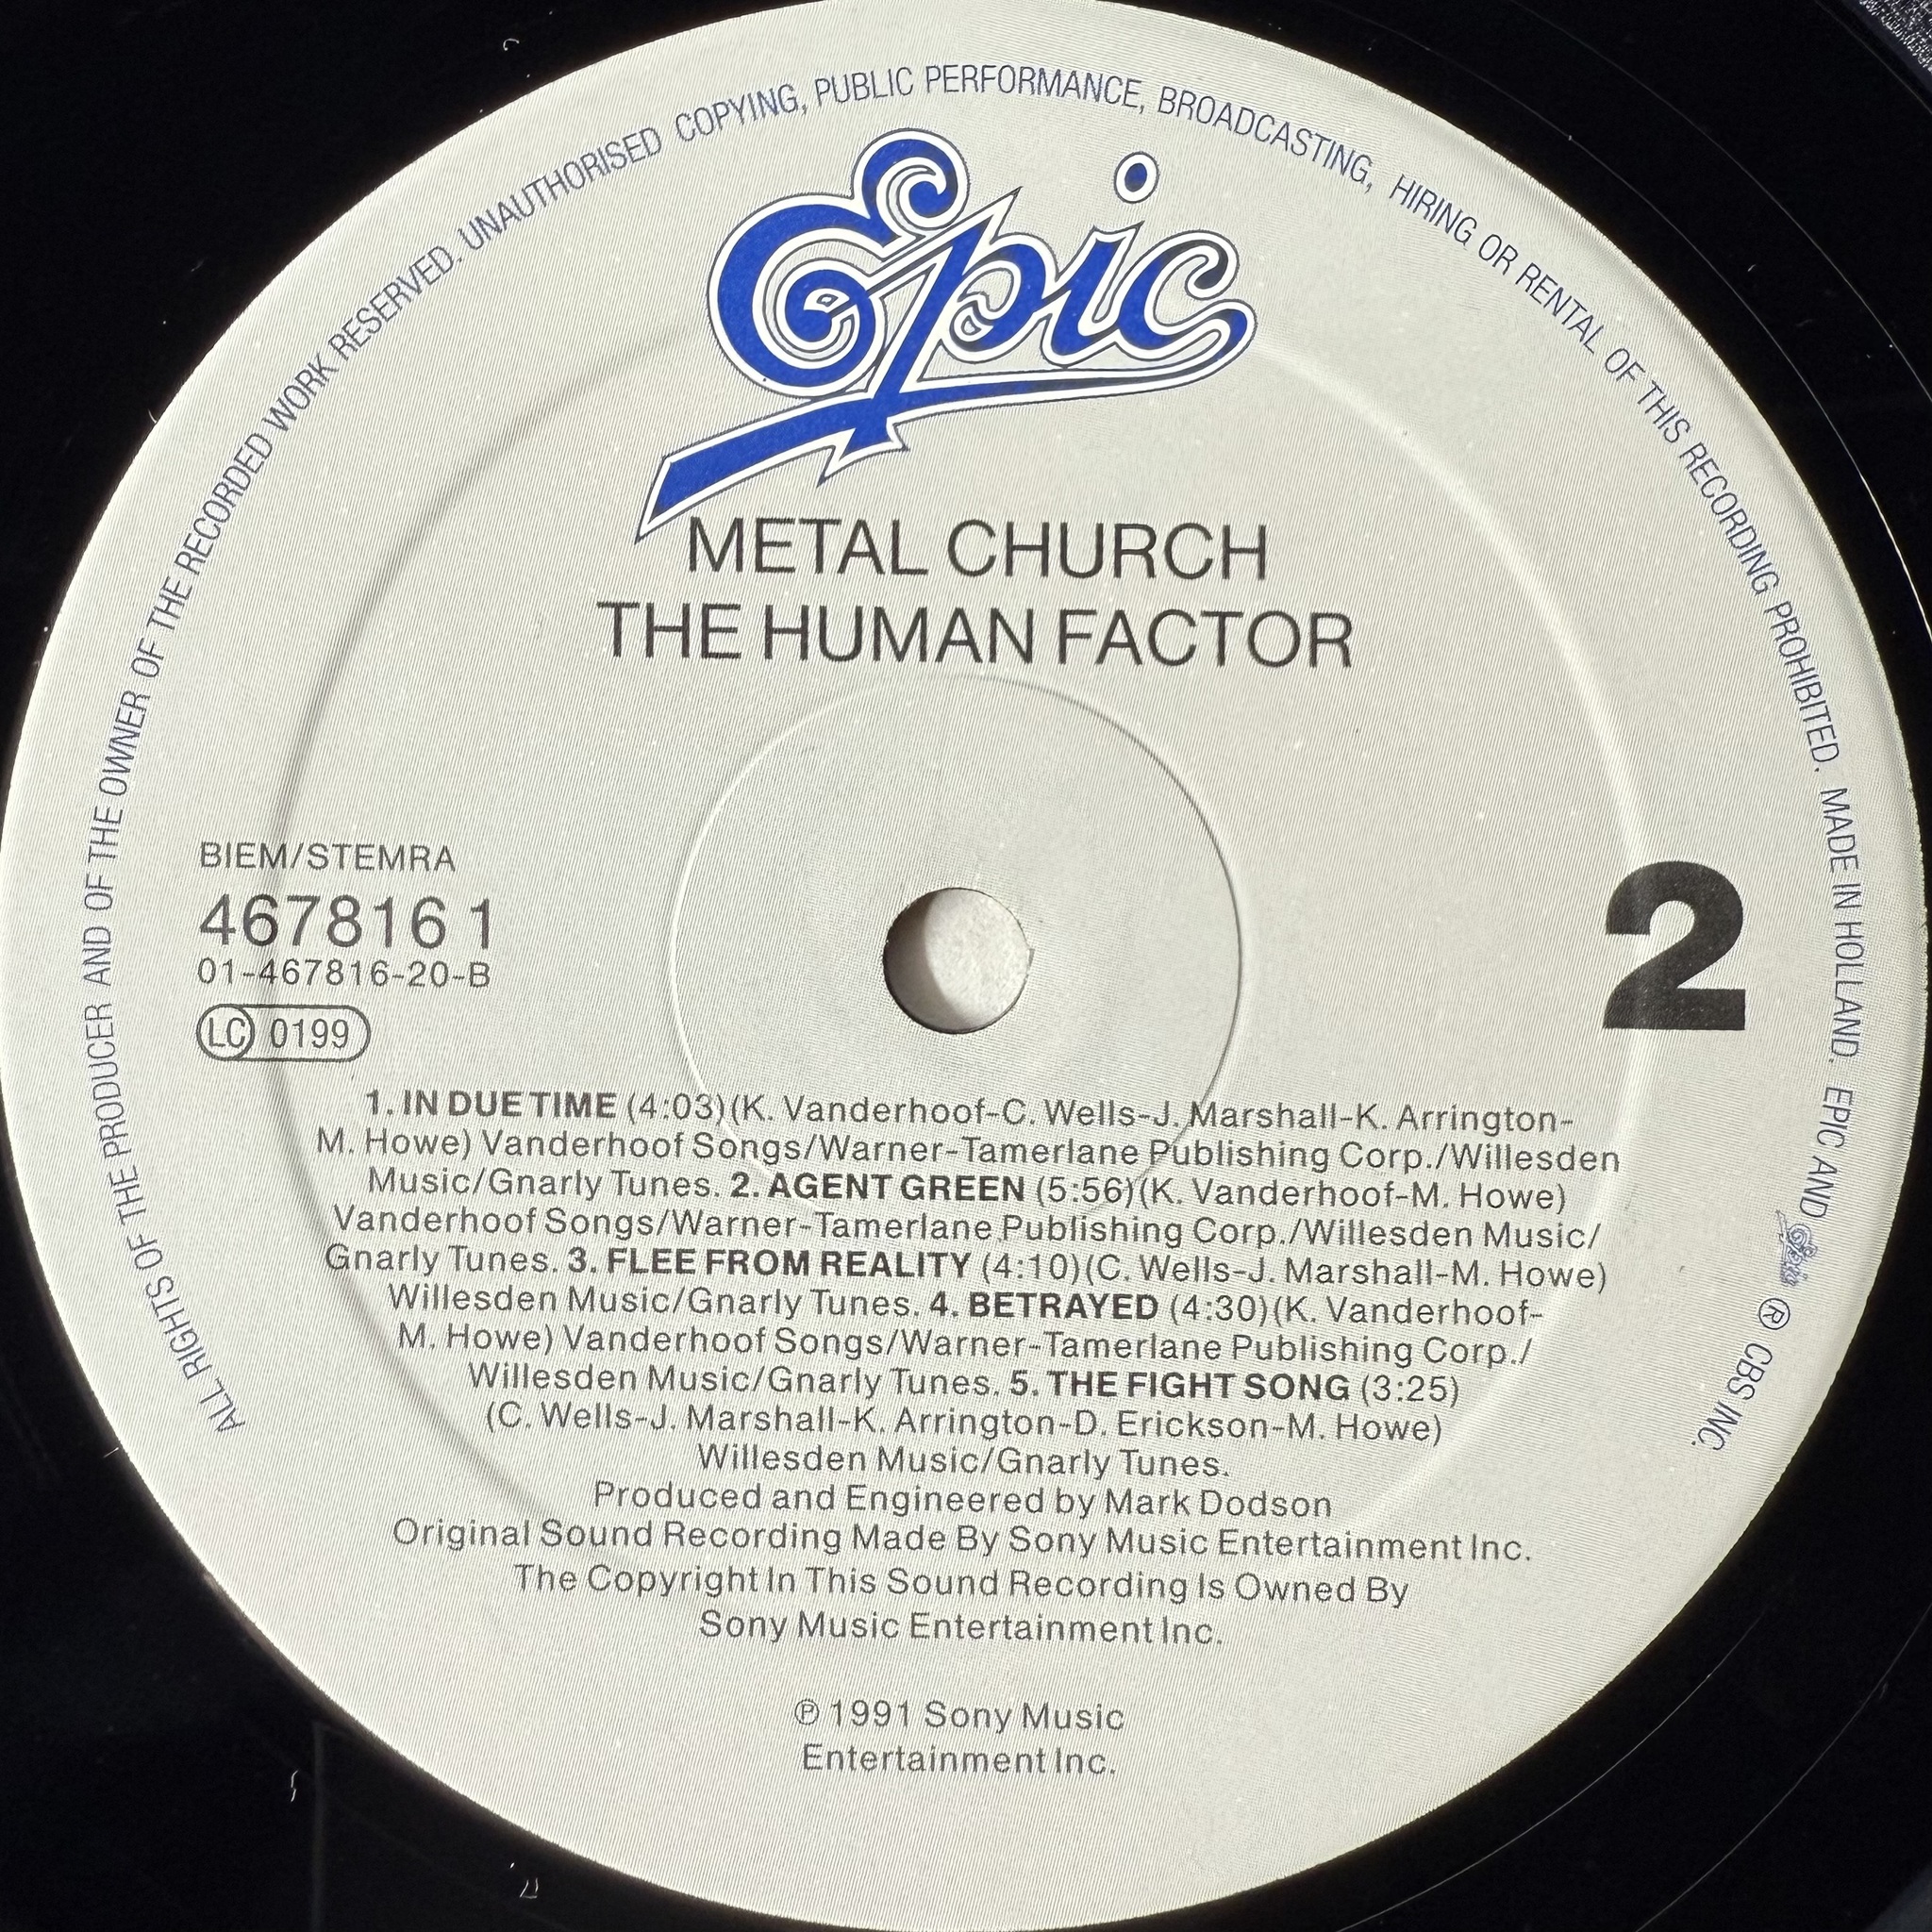 ALL RIGHTS OF THE PRODUCER AND OF THE OWNER OF THE RECORDED WORK RESERVED. UNAUTHORISED COPYING, PUBLIC PERFORMANCE, BROADCASTING, HIRING OR RENTAL OF THIS RECORDING PROHIBITED. MADE IN HOLLAND. EPIC AND Epic ® CBS INC.
Epic
METAL CHURCH
THE HUMAN FACTOR
BIEM/STEMRA
467816 1
01-467816-20-B
LC 0199
2
1. IN DUE TIME (4:03)(K. Vanderhoof-C. Wells-J. Marshall-K. Arrington-
M. Howe) Vanderhoof Songs/Warner-Tamerlane Publishing Corp./Willesden
Music/Gnarly Tunes. 2. AGENT GREEN (5:56)(K. Vanderhoof-M. Howe)
Vanderhoof Songs/Warner-Tamerlane Publishing Corp./Willesden Music/
Gnarly Tunes. 3. FLEE FROM REALITY (4:10)(C. Wells-J. Marshall-M. Howe)
Willesden Music/Gnarly Tunes. 4. BETRAYED (4:30)(K. Vanderhoof-
M. Howe) Vanderhoof Songs/Warner-Tamerlane Publishing Corp./
Willesden Music/Gnarly Tunes. 5. THE FIGHT SONG (3:25)
(C. Wells-J. Marshall-K. Arrington-D. Erickson-M. Howe)
Willesden Music/Gnarly Tunes.
Produced and Engineered by Mark Dodson
Original Sound Recording Made By Sony Music Entertainment Inc.
The Copyright In This Sound Recording Is Owned By
Sony Music Entertainment Inc.
℗ 1991 Sony Music
Entertainment Inc.